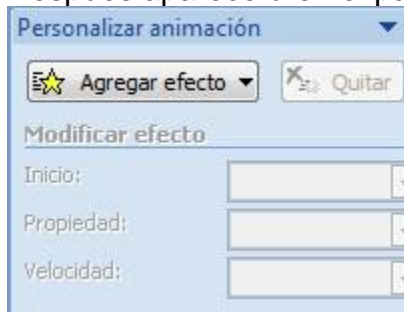 Personalizar animación
Agregar efecto
Quitar
Modificar efecto
Inicio:
Propiedad:
Velocidad: